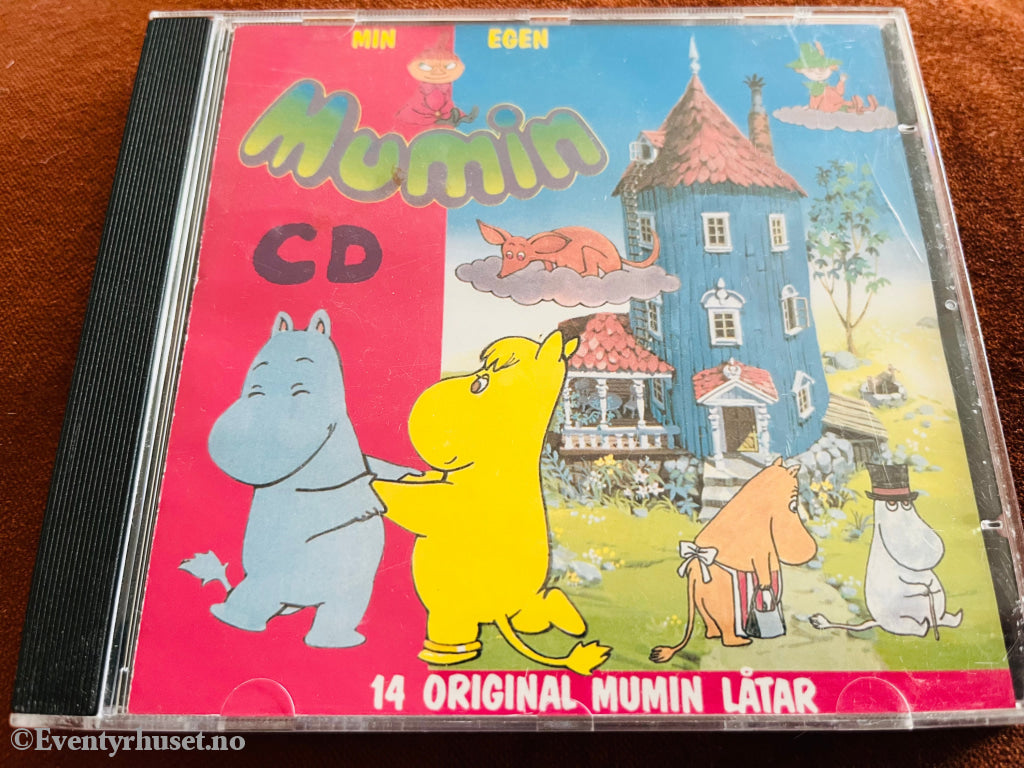 MIN EGEN
Mumin
CD
14 ORIGINAL MUMIN LÅTAR
©Eventyrhuset.no